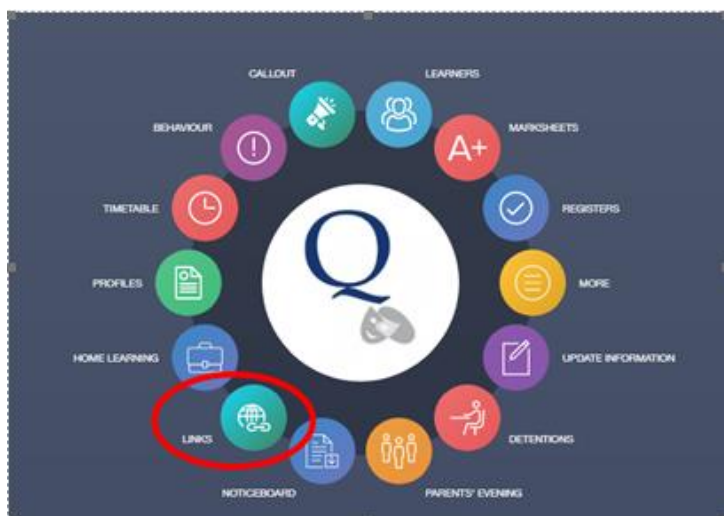 CALLOUT
LEARNERS
BEHAVIOUR
MARKSHEETS
A+
TIMETABLE
REGISTERS
Q
PROFILES
MORE
HOME LEARNING
UPDATE INFORMATION
LINKS
DETENTIONS
NOTICEBOARD
PARENTS' EVENING